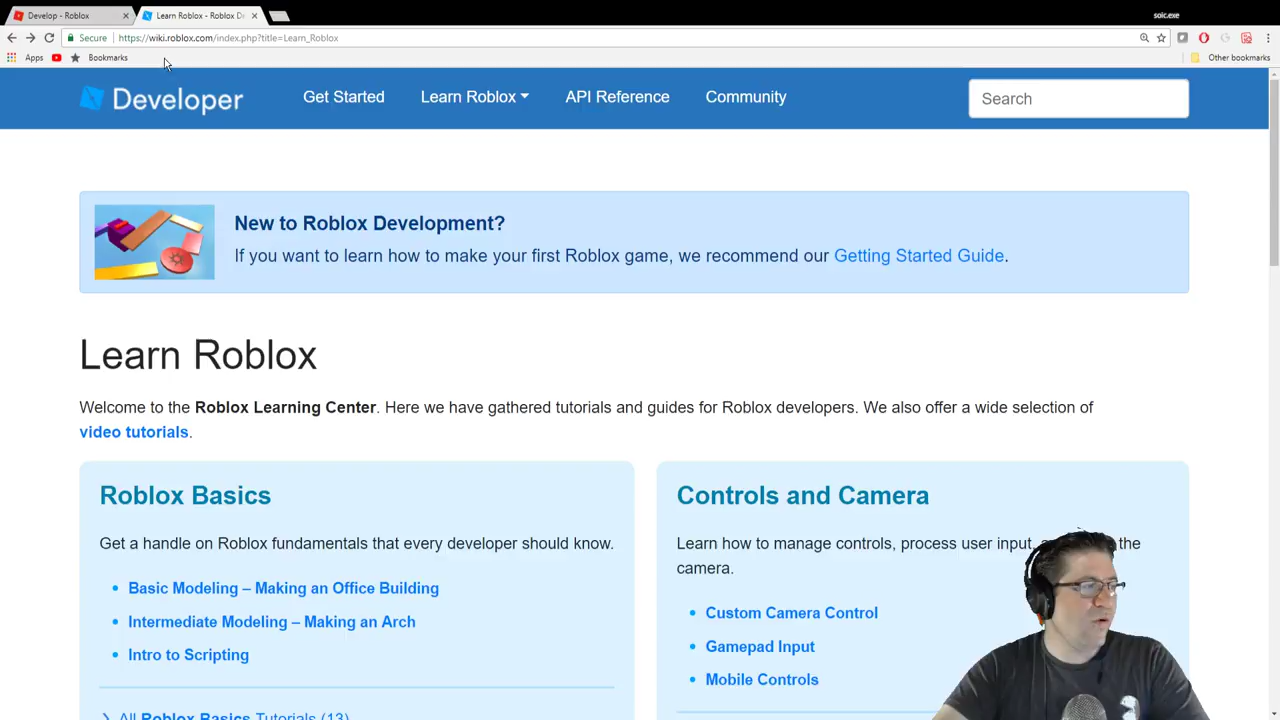 Develop - Roblox
Learn Roblox - Roblox De
solc.exe
Secure
https://wiki.roblox.com/index.php?title=Learn_Roblox
Apps
Bookmarks
Other bookmarks
Developer
Get Started
Learn Roblox
API Reference
Community
Search
New to Roblox Development?
If you want to learn how to make your first Roblox game, we recommend our Getting Started Guide.
Learn Roblox
Welcome to the Roblox Learning Center. Here we have gathered tutorials and guides for Roblox developers. We also offer a wide selection of
video tutorials.
Roblox Basics
Get a handle on Roblox fundamentals that every developer should know.
• Basic Modeling – Making an Office Building
• Intermediate Modeling – Making an Arch
• Intro to Scripting
All Roblox Basics Tutorials (13)
Controls and Camera
Learn how to manage controls, process user input, the
camera.
• Custom Camera Control
• Gamepad Input
• Mobile Controls